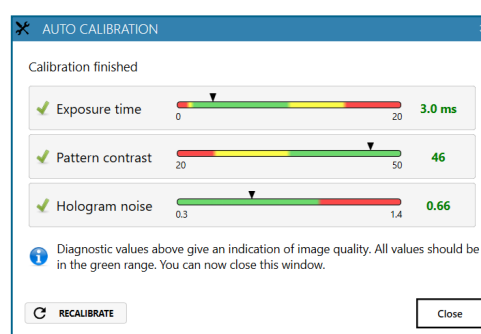 AUTO CALIBRATION
Calibration finished
Exposure time
0
20
3.0 ms
Pattern contrast
20
50
46
Hologram noise
0.3
1.4
0.66
Diagnostic values above give an indication of image quality. All values should be
in the green range. You can now close this window.
RECALIBRATE
Close